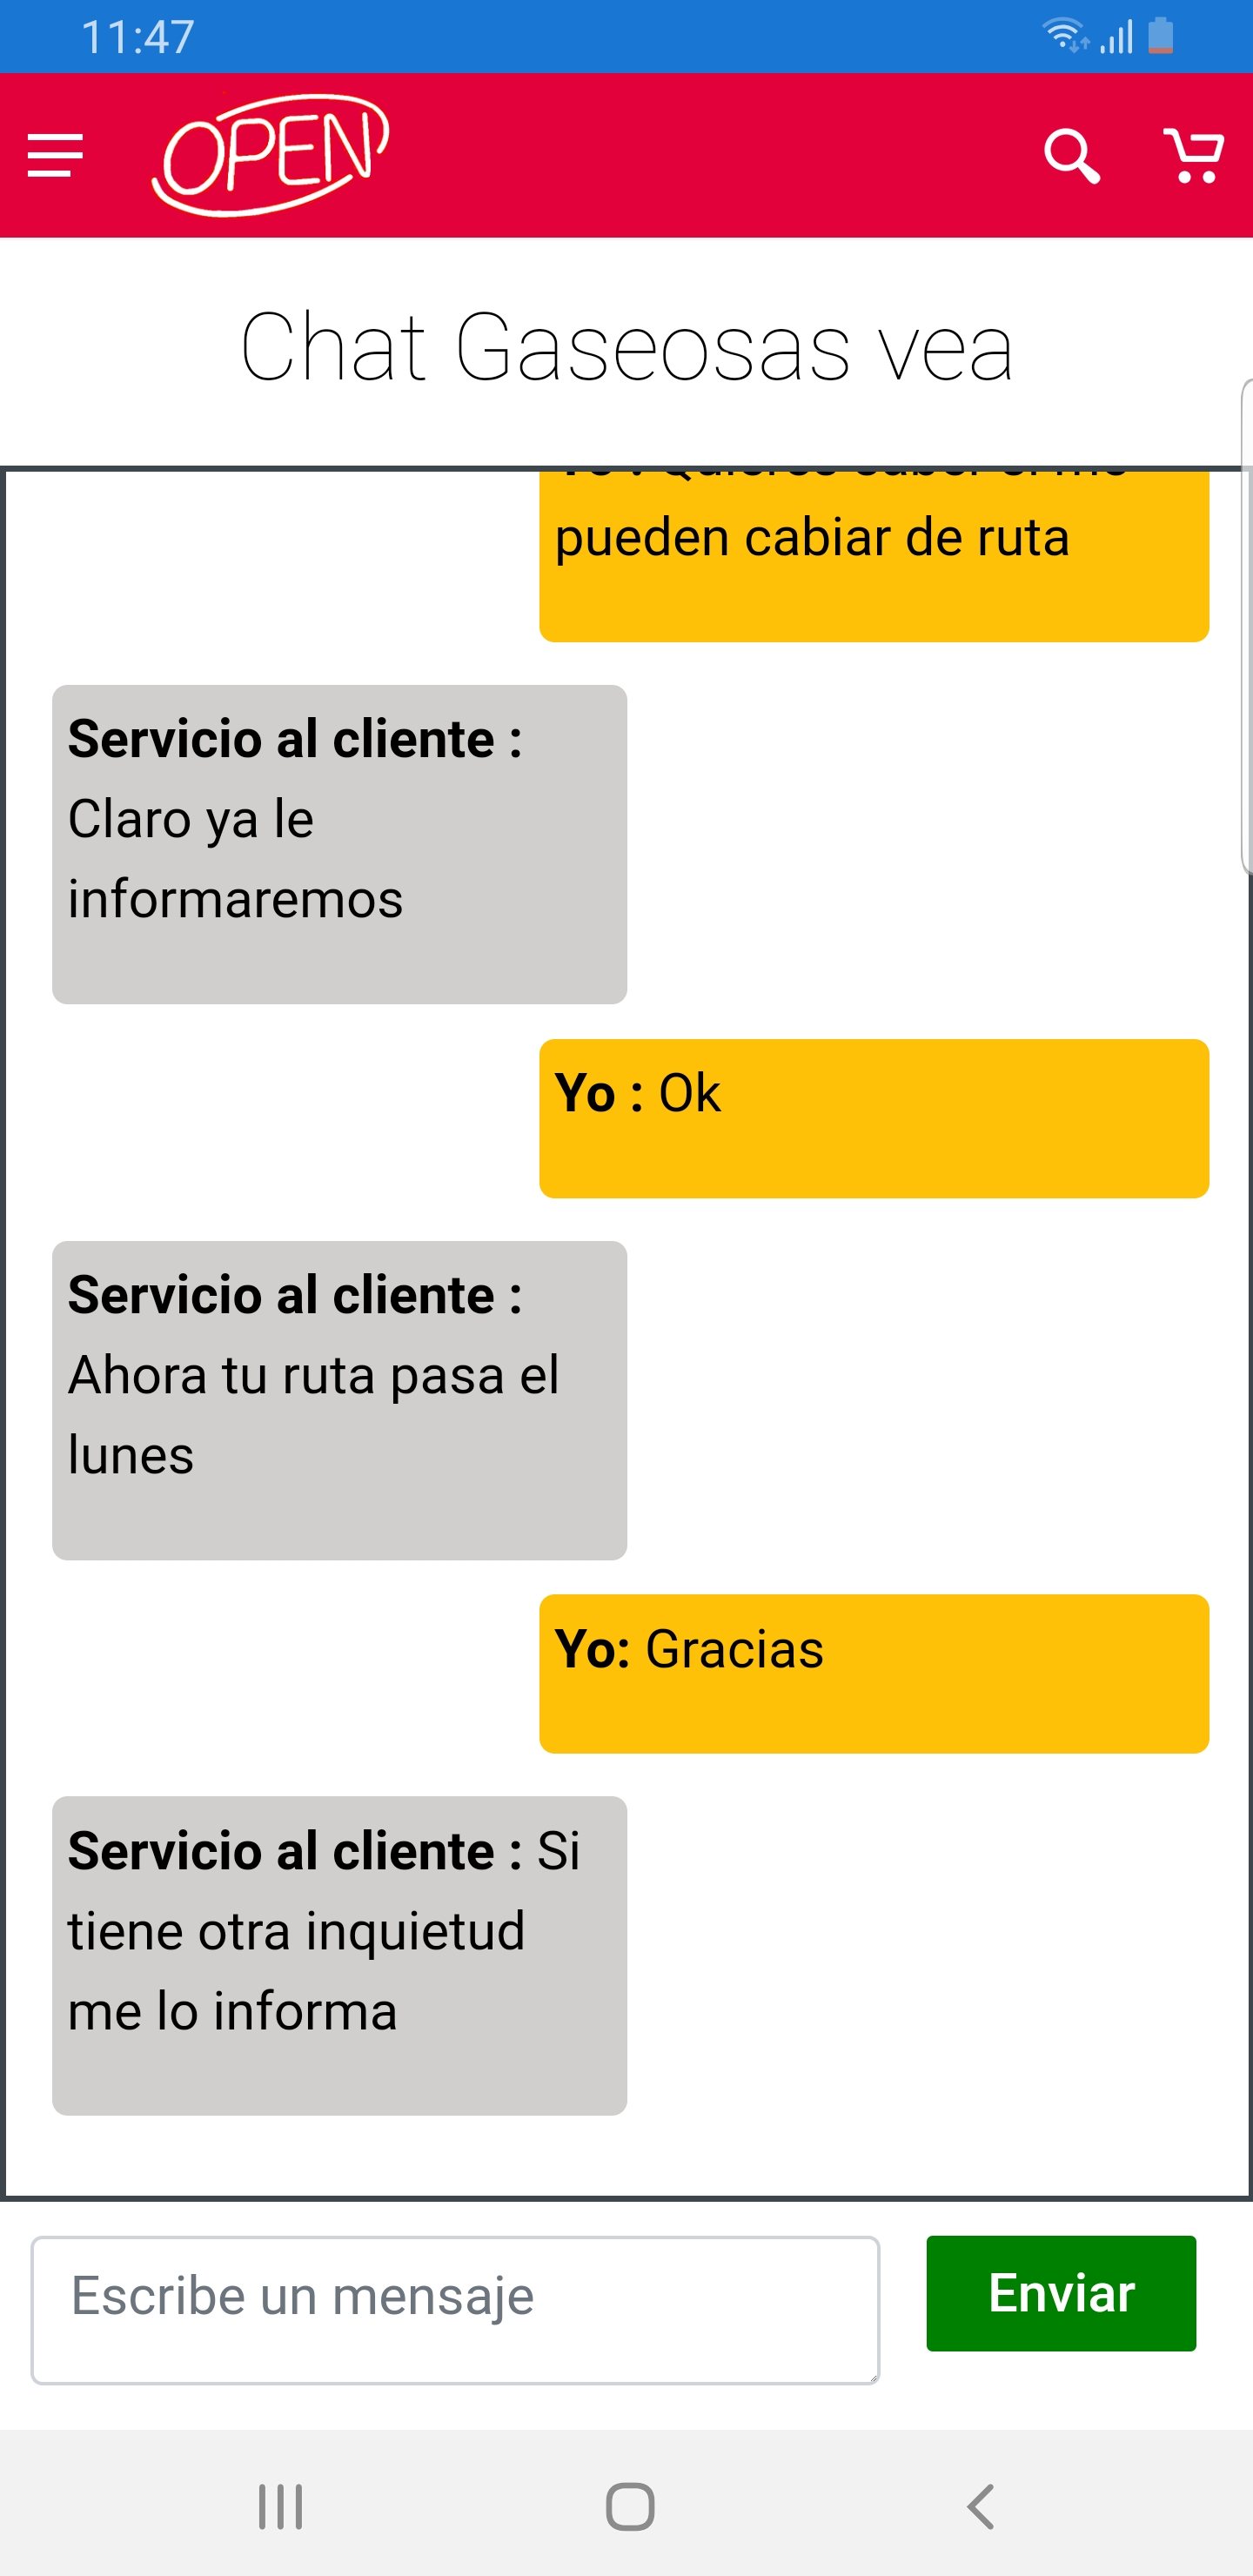 11:47
OPEN
Chat Gaseosas vea
pueden cabiar de ruta
Servicio al cliente :
Claro ya le
informaremos
Yo : Ok
Servicio al cliente :
Ahora tu ruta pasa el
lunes
Yo: Gracias
Servicio al cliente : Si
tiene otra inquietud
me lo informa
Escribe un mensaje
Enviar